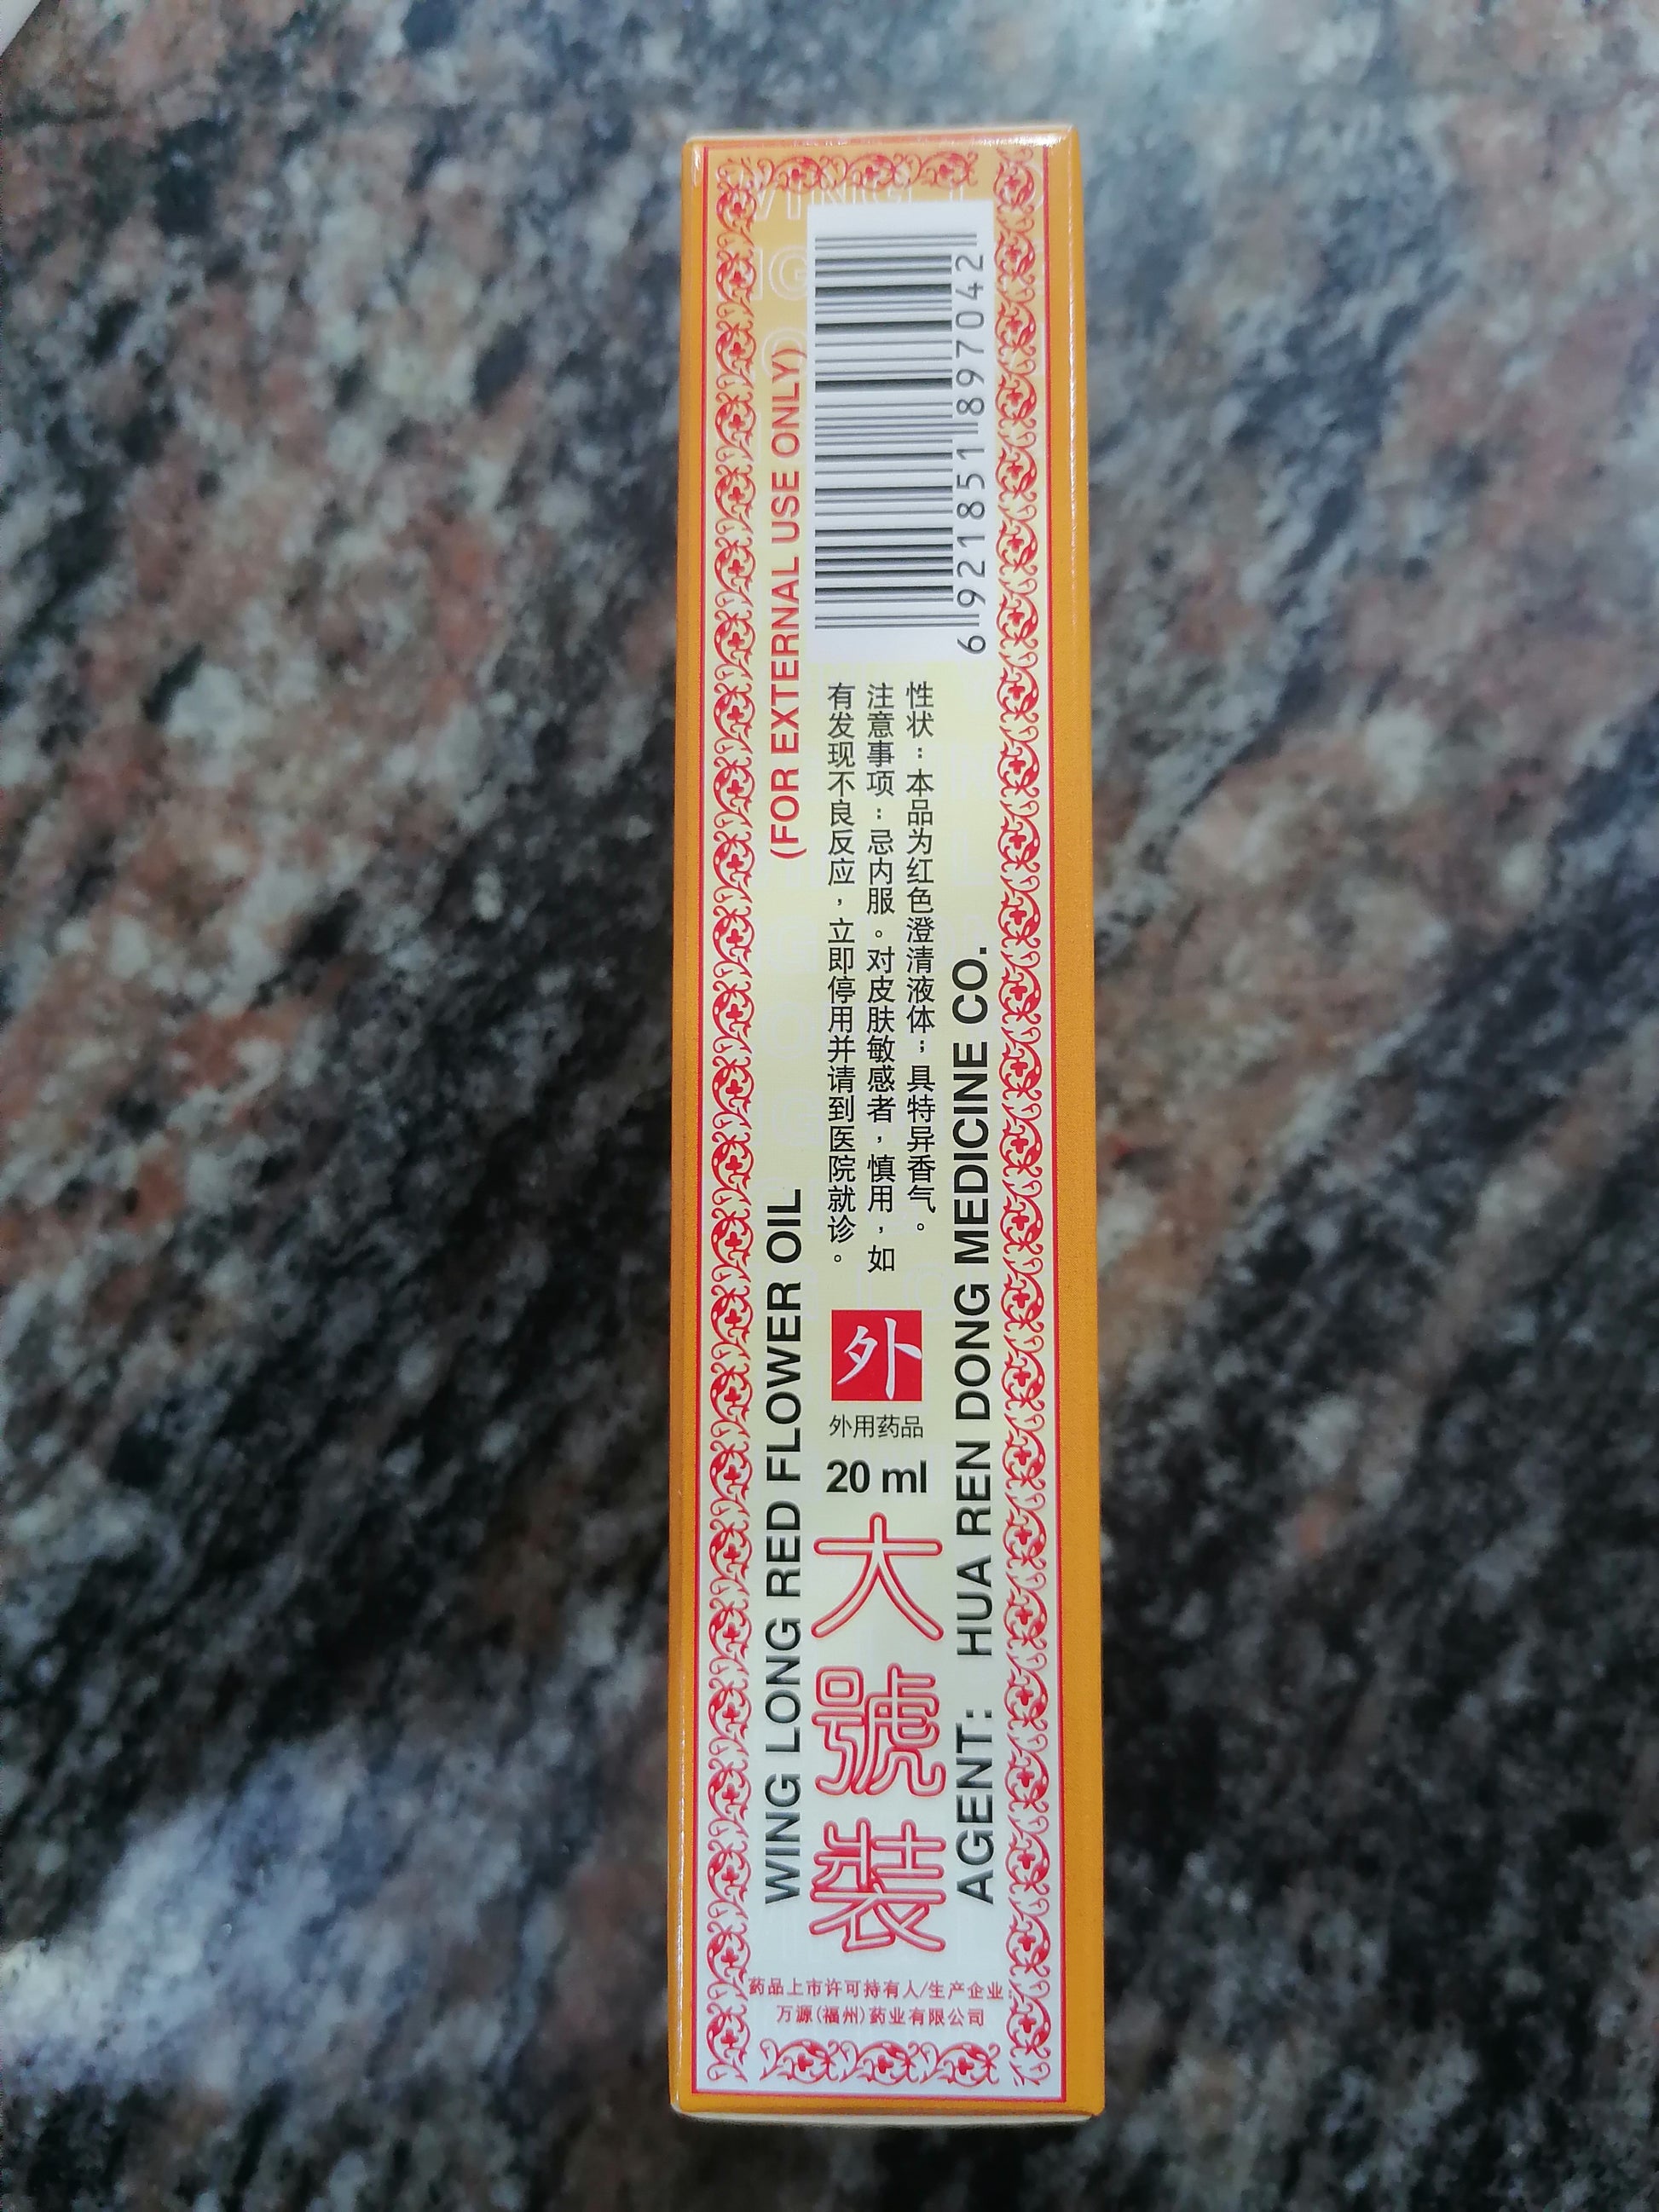 WING LONG RED FLOWER OIL
(FOR EXTERNAL USE ONLY)
6 921851 897042
性状：本品为红色澄清液体；具特异香气。
注意事项：忌内服。对皮肤敏感者，慎用，如
有发现不良反应，立即停用并请到医院就诊。
外
外用药品
20 ml
大號裝
AGENT: HUA REN DONG MEDICINE CO.
药品上市许可持有人/生产企业:
万源(福州)药业有限公司